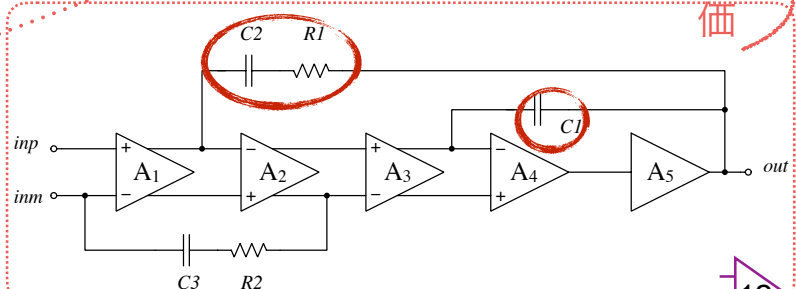 価
C2 R1
C1
inp
inm
+
−
A1
−
+
A2
+
−
A3
−
+
A4
A5
out
C3 R2